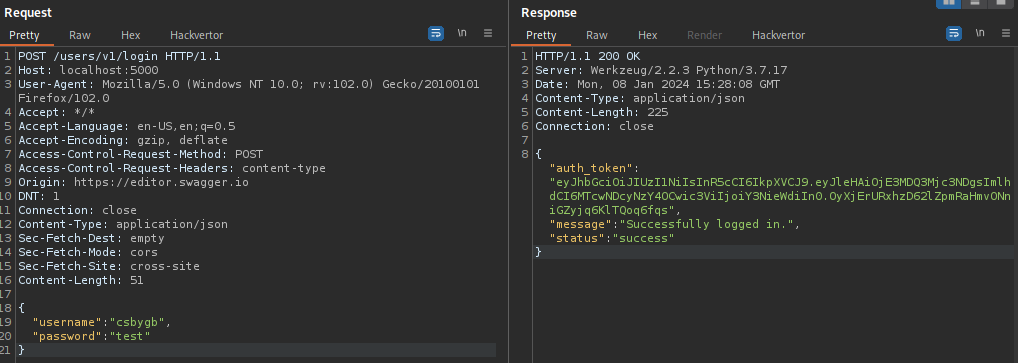 Request
Pretty Raw Hex Hackvertor
\n
1 POST /users/v1/login HTTP/1.1
2 Host: localhost:5000
3 User-Agent: Mozilla/5.0 (Windows NT 10.0; rv:102.0) Gecko/20100101
Firefox/102.0
4 Accept: */*
5 Accept-Language: en-US,en;q=0.5
6 Accept-Encoding: gzip, deflate
7 Access-Control-Request-Method: POST
8 Access-Control-Request-Headers: content-type
9 Origin: https://editor.swagger.io
10 DNT: 1
11 Connection: close
12 Content-Type: application/json
13 Sec-Fetch-Dest: empty
14 Sec-Fetch-Mode: cors
15 Sec-Fetch-Site: cross-site
16 Content-Length: 51
17
18 {
19 "username":"csbygb",
20 "password":"test"
21 }
Response
Pretty Raw Hex Render Hackvertor
\n
1 HTTP/1.1 200 OK
2 Server: Werkzeug/2.2.3 Python/3.7.17
3 Date: Mon, 08 Jan 2024 15:28:08 GMT
4 Content-Type: application/json
5 Content-Length: 225
6 Connection: close
7
8 {
"auth_token":
"eyJhbGciOiJIUzI1NiIsInR5cCI6IkpXVCJ9.eyJleHAiOjE3MDQ3Mjc3NDgsImlh
dCI6MTcwNDcyNzY4OCwic3ViIjoiY3NieWdiIn0.OyXjErURxhzD62lZpmRaHmvONn
iGZyjq6KlTQoq6fqs",
"message":"Successfully logged in.",
"status":"success"
}